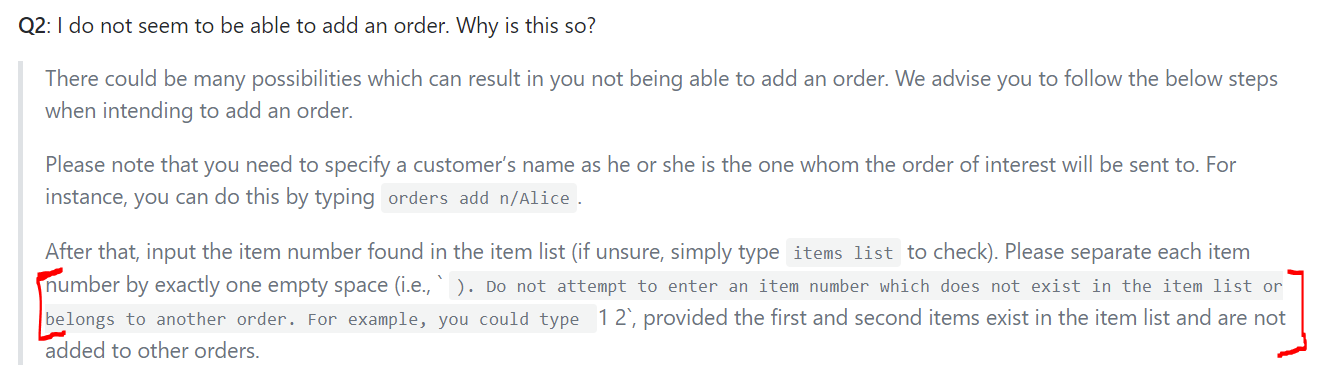 Q2: I do not seem to be able to add an order. Why is this so?
There could be many possibilities which can result in you not being able to add an order. We advise you to follow the below steps
when intending to add an order.
Please note that you need to specify a customer’s name as he or she is the one whom the order of interest will be sent to. For
instance, you can do this by typing orders add n/Alice .
After that, input the item number found in the item list (if unsure, simply type items list to check). Please separate each item
number by exactly one empty space (i.e., ` ). Do not attempt to enter an item number which does not exist in the item list or
belongs to another order. For example, you could type 1 2`, provided the first and second items exist in the item list and are not
added to other orders.